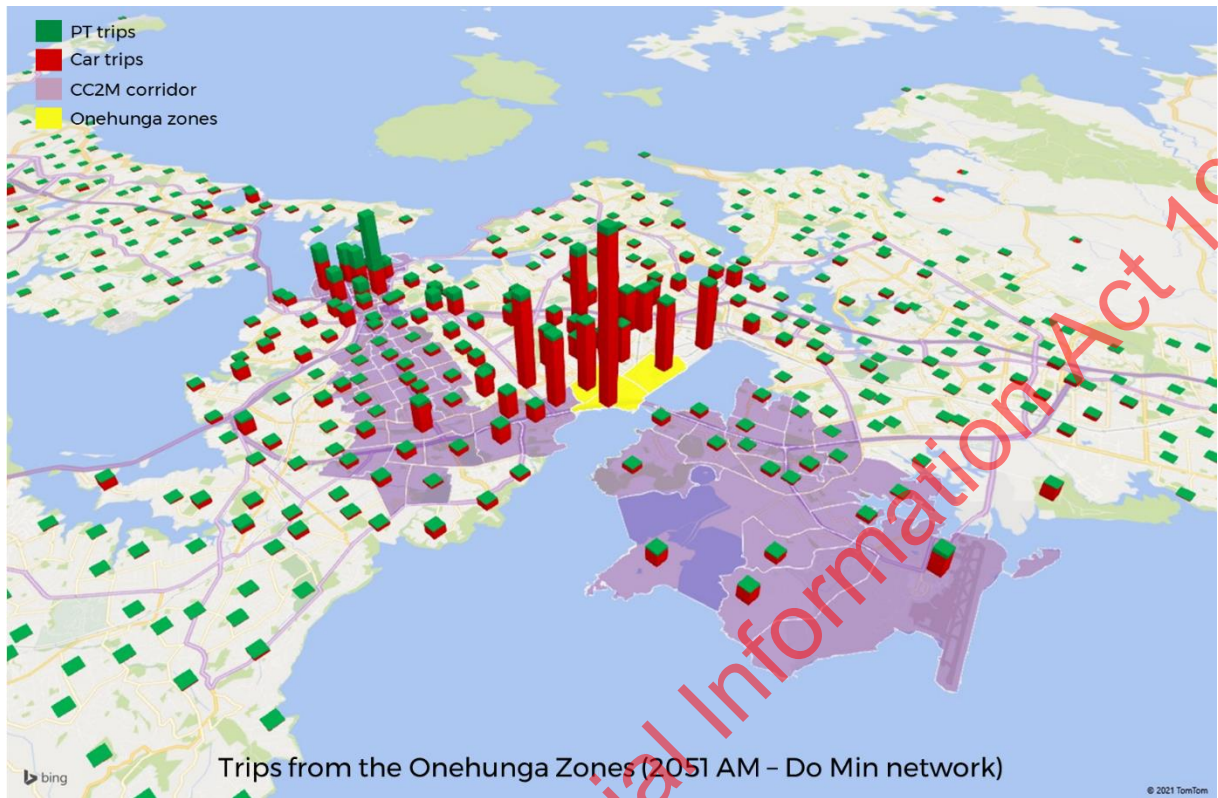 PT trips
Car trips
CC2M corridor
Onehunga zones
Information Act
Trips from the Onehunga Zones (2051 AM – Do Min network)
bing
© 2021 TomTom